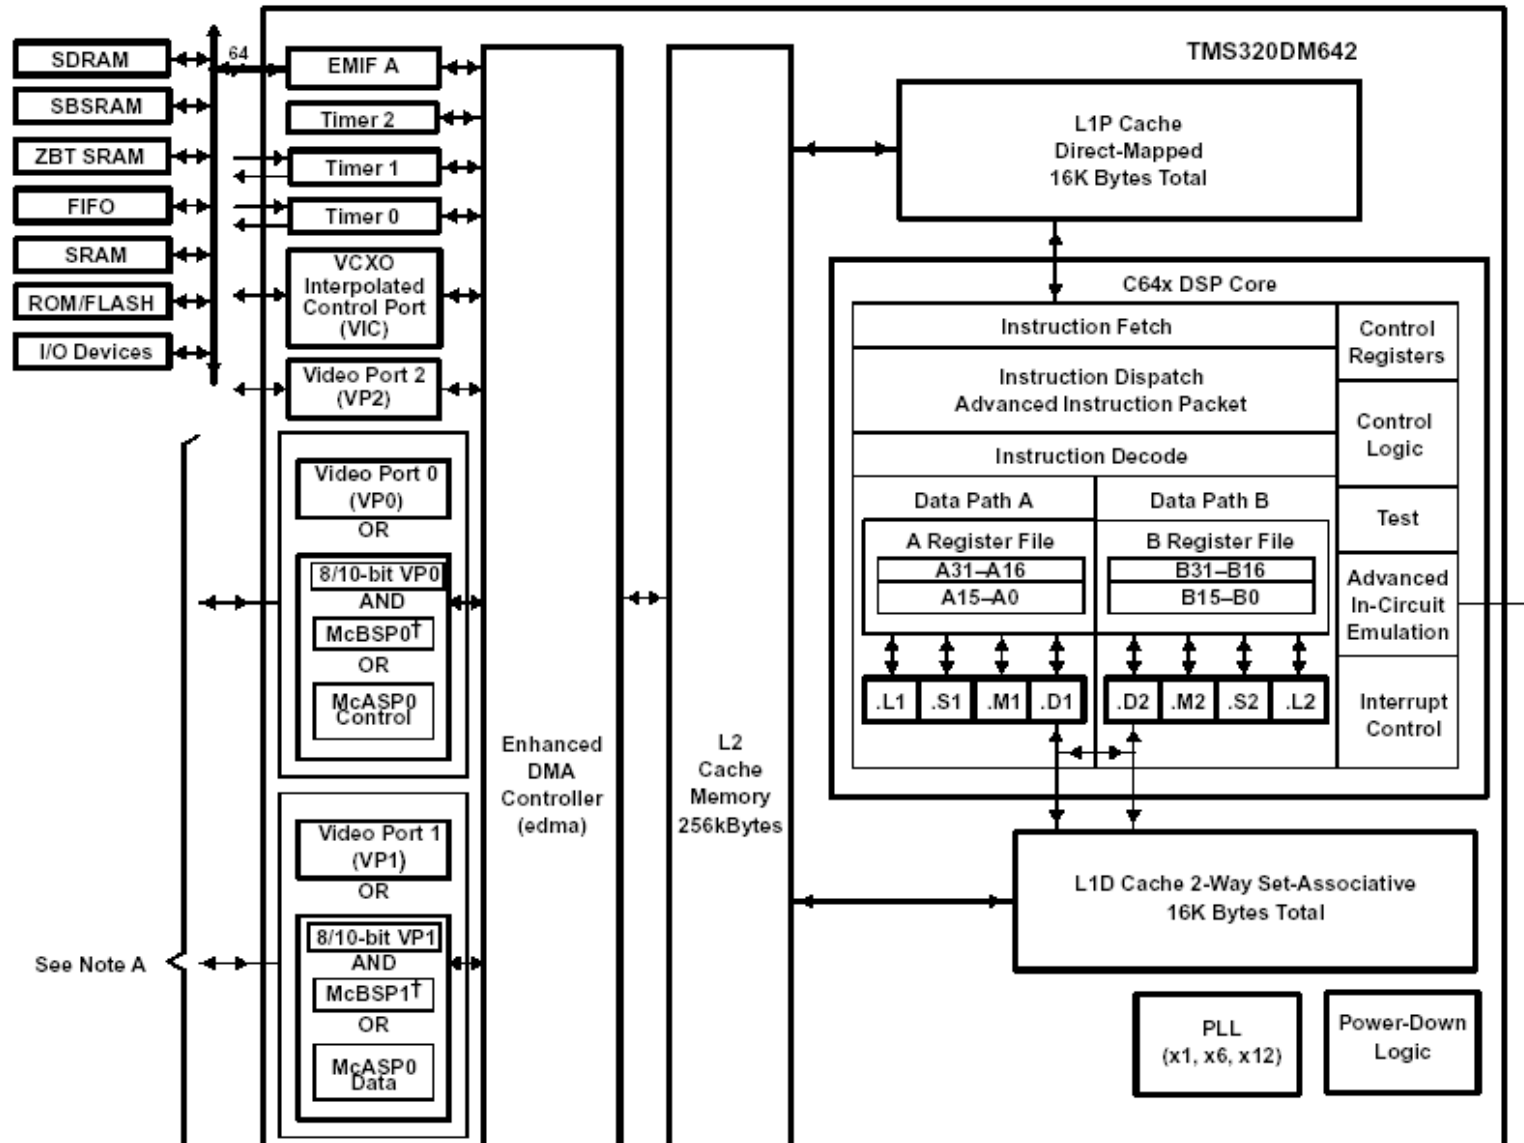 TMS320DM642
SDRAM
SBSRAM
ZBT SRAM
FIFO
SRAM
ROM/FLASH
I/O Devices
64
EMIF A
Timer 2
Timer 1
Timer 0
VCXO
Interpolated
Control Port
(VIC)
Video Port 2
(VP2)
Video Port 0
(VP0)
OR
8/10-bit VP0
AND
McBSP0†
OR
McASP0
Control
Video Port 1
(VP1)
OR
8/10-bit VP1
AND
McBSP1†
OR
McASP0
Data
See Note A
Enhanced
DMA
Controller
(edma)
L2
Cache
Memory
256kBytes
L1P Cache
Direct-Mapped
16K Bytes Total
C64x DSP Core
Instruction Fetch
Instruction Dispatch
Advanced Instruction Packet
Instruction Decode
Data Path A
Data Path B
A Register File
A31–A16
A15–A0
B Register File
B31–B16
B15–B0
.L1
.S1
.M1
.D1
.D2
.M2
.S2
.L2
Control
Registers
Control
Logic
Test
Advanced
In-Circuit
Emulation
Interrupt
Control
L1D Cache 2-Way Set-Associative
16K Bytes Total
PLL
(x1, x6, x12)
Power-Down
Logic